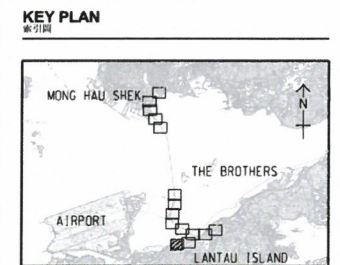 KEY PLAN
索引圖
MONG HAU SHEK
N
THE BROTHERS
AIRPORT
LANTAU ISLAND